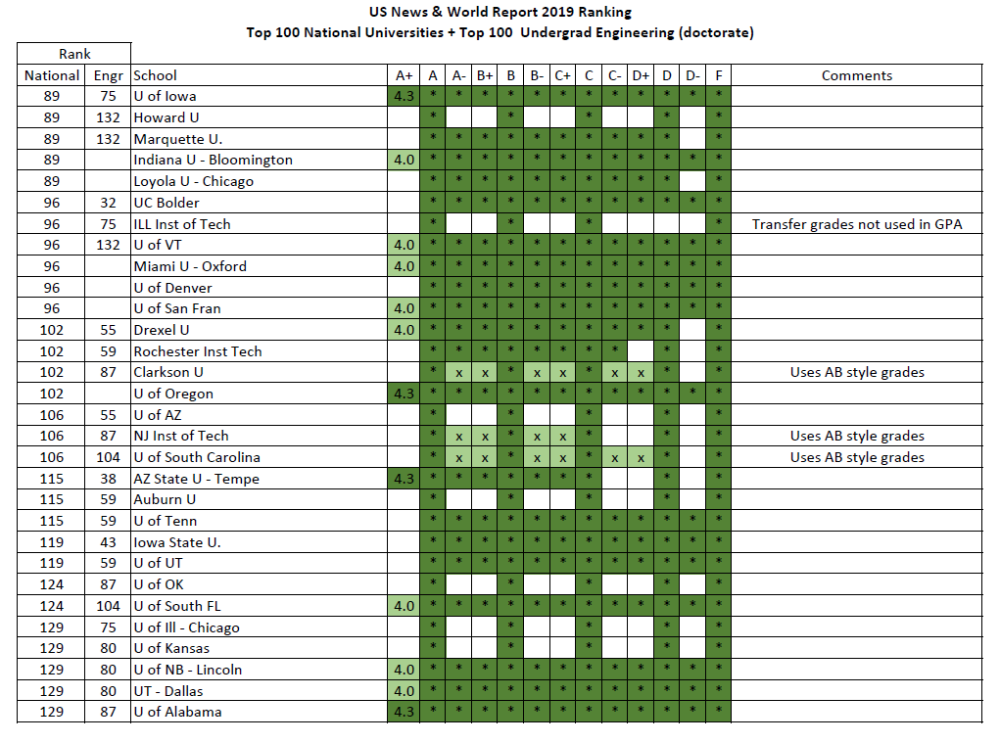 US News & World Report 2019 Ranking
Top 100 National Universities + Top 100 Undergrad Engineering (doctorate)
Rank
National Engr School A+ A A- B+ B B- C+ C C- D+ D D- F Comments
89 75 U of Iowa 4.3 * * * * * * * * * * * *
89 132 Howard U * * * * *
89 132 Marquette U. * * * * * * * * * * *
89 Indiana U - Bloomington 4.0 * * * * * * * * * * * *
89 Loyola U - Chicago * * * * * * * * * * *
96 32 UC Bolder * * * * * * * * * * * *
96 75 ILL Inst of Tech * * * * Transfer grades not used in GPA
96 132 U of VT 4.0 * * * * * * * * * * * *
96 Miami U - Oxford 4.0 * * * * * * * * * * * *
96 U of Denver * * * * * * * * * * * *
96 U of San Fran 4.0 * * * * * * * * * * * *
102 55 Drexel U 4.0 * * * * * * * * * * *
102 59 Rochester Inst Tech * * * * * * * * * *
102 87 Clarkson U * x x * x x * x x * * Uses AB style grades
102 U of Oregon 4.3 * * * * * * * * * * * *
106 55 U of AZ * * * * *
106 87 NJ Inst of Tech * x x * x x * * * Uses AB style grades
106 104 U of South Carolina * x x * x x * x x * * Uses AB style grades
115 38 AZ State U - Tempe 4.3 * * * * * * * * *
115 59 Auburn U * * * * *
115 59 U of Tenn * * * * * * * * * * * *
119 43 Iowa State U. * * * * * * * * * * * *
119 59 U of UT * * * * * * * * * * * *
124 87 U of OK * * * * *
124 104 U of South FL 4.0 * * * * * * * * * * * *
129 75 U of Ill - Chicago * * * * *
129 80 U of Kansas * * * * *
129 80 U of NB - Lincoln 4.0 * * * * * * * * * * * *
129 80 UT - Dallas 4.0 * * * * * * * * * * * *
129 87 U of Alabama 4.3 * * * * * * * * * * * *